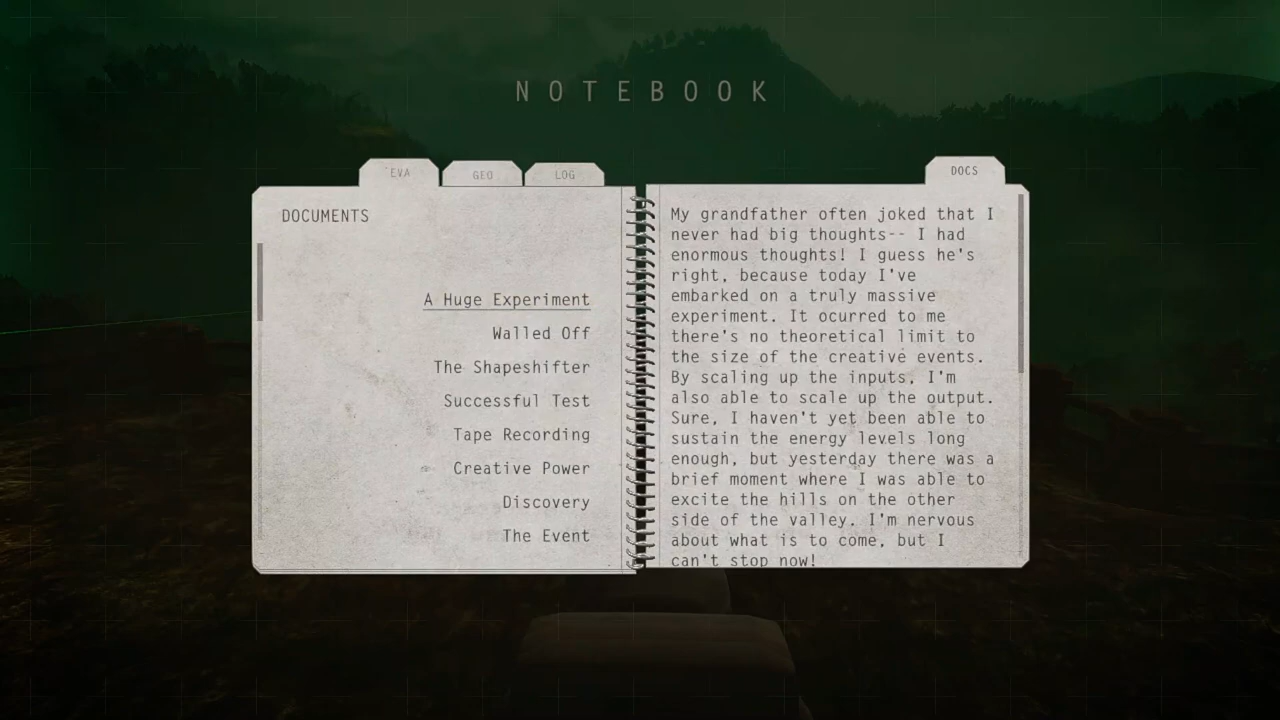 NOTEBOOK
EVA
GEO
LOG
DOCS
DOCUMENTS
A Huge Experiment
Walled Off
The Shapeshifter
Successful Test
Tape Recording
Creative Power
Discovery
The Event
My grandfather often joked that I
never had big thoughts-- I had
enormous thoughts! I guess he's
right, because today I've
embarked on a truly massive
experiment. It ocurred to me
there's no theoretical limit to
the size of the creative events.
By scaling up the inputs, I'm
also able to scale up the output.
Sure, I haven't yet been able to
sustain the energy levels long
enough, but yesterday there was a
brief moment where I was able to
excite the hills on the other
side of the valley. I'm nervous
about what is to come, but I
can't stop now!